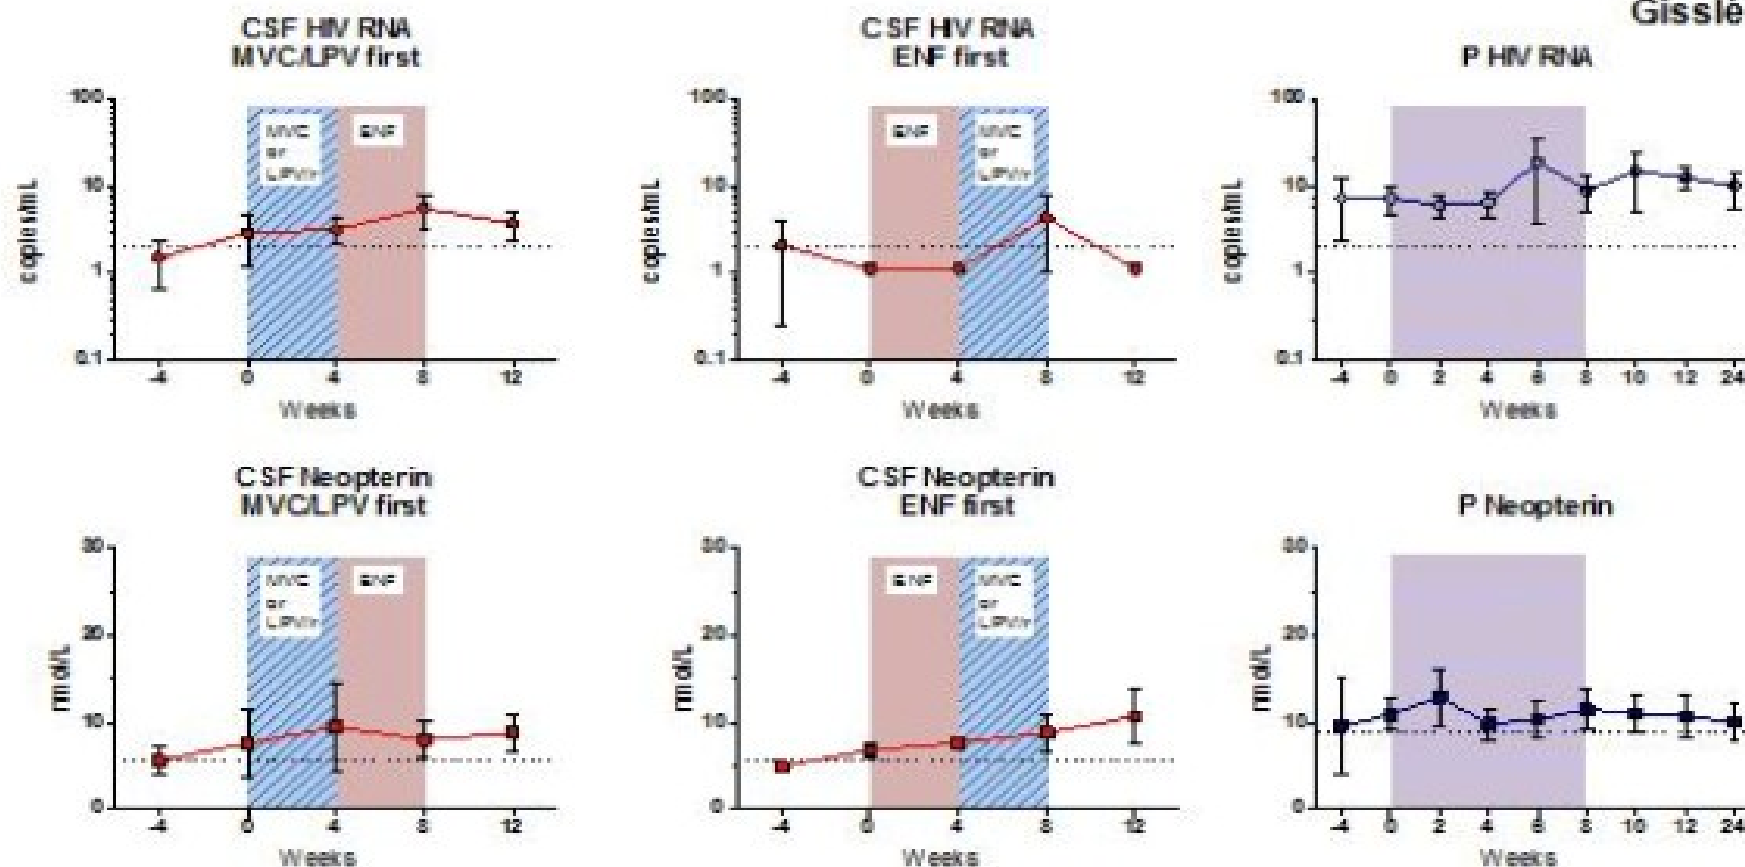 Gissle
CSF HIV RNA
MVC/LPV first
100
10
1
0.1
copies/mL
MVC
or
LPV/r
ENF
-4 0 4 8 12
Weeks
CSF HIV RNA
ENF first
100
10
1
0.1
copies/mL
ENF
MVC
or
LPV/r
-4 0 4 8 12
Weeks
P HIV RNA
100
10
1
0.1
copies/mL
-4 0 2 4 6 8 10 12 24
Weeks
CSF Neopterin
MVC/LPV first
30
20
10
0
nmol/L
MVC
or
LPV/r
ENF
-4 0 4 8 12
Weeks
CSF Neopterin
ENF first
30
20
10
0
nmol/L
ENF
MVC
or
LPV/r
-4 0 4 8 12
Weeks
P Neopterin
30
20
10
0
nmol/L
-4 0 2 4 6 8 10 12 24
Weeks